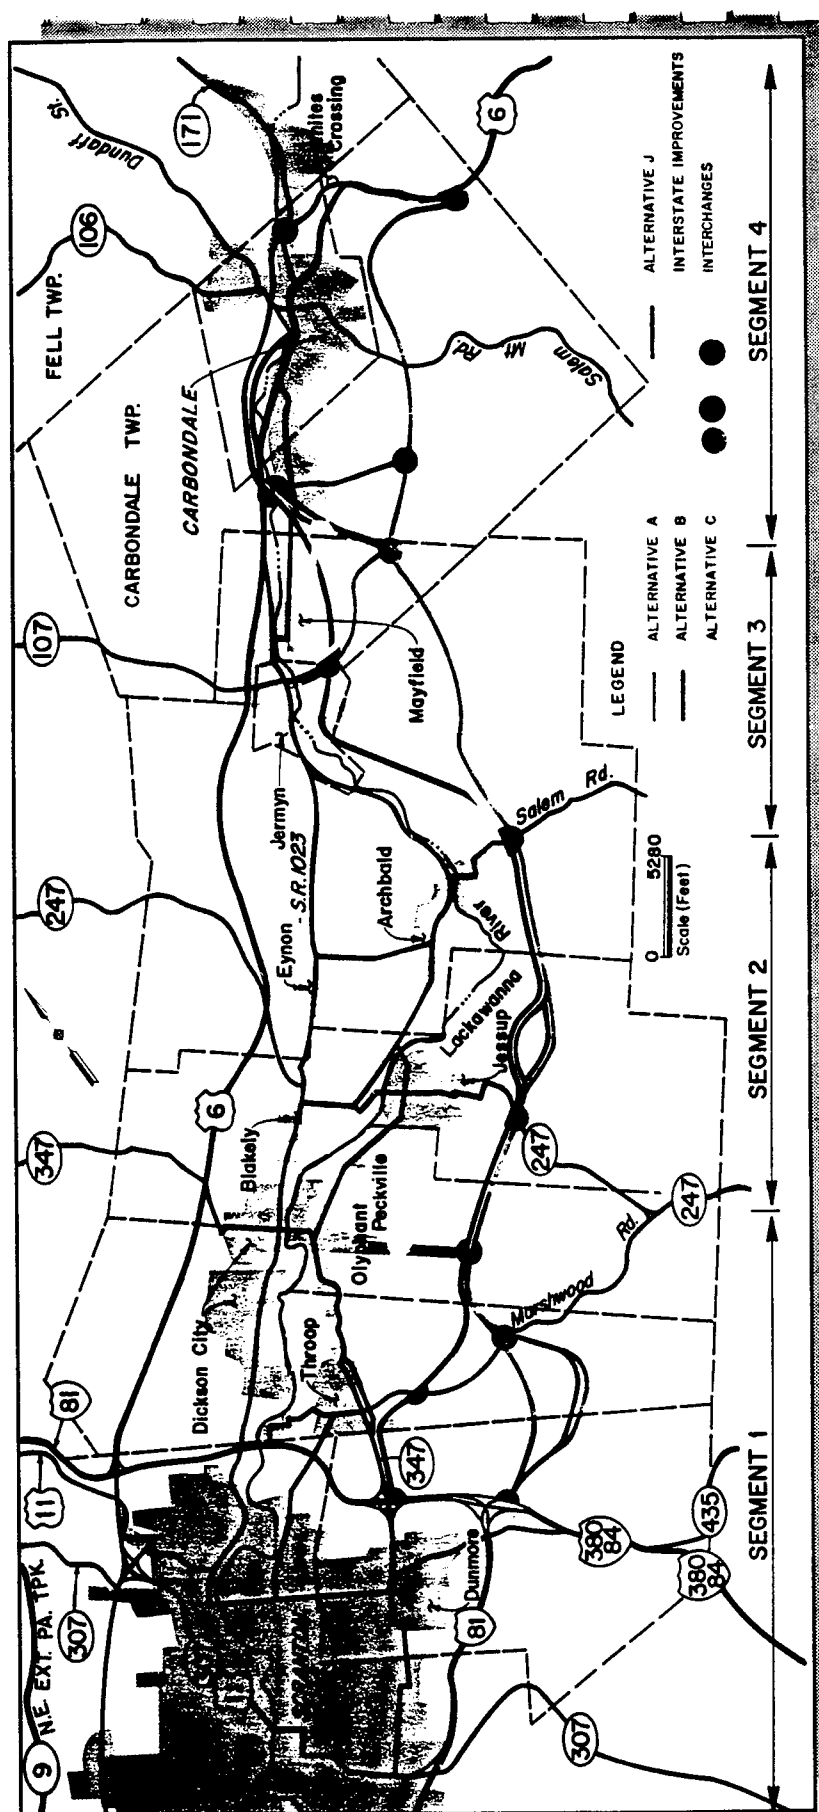 9
N.E. EXT. PA. TPK.
307
11
81
347
247
107
106
171
FELL TWP.
CARBONDALE TWP.
Dundaff
St.
CARBONDALE
Crossing
6
6
Dickson City
Blakely
Eynon
S.R. 1023
Jermyn
Mayfield
Throop
Olyphant
Peckville
Archbald
Lackawanna
River
Jessup
SCRANTON
Dunmore
81
347
380
84
435
380
84
307
Marshwood
Rd.
247
247
Salem
Rd.
Mt.
Salem
Rd.
0
5280
Scale (Feet)
LEGEND
ALTERNATIVE A
ALTERNATIVE B
ALTERNATIVE C
ALTERNATIVE J
INTERSTATE IMPROVEMENTS
INTERCHANGES
SEGMENT 1
SEGMENT 2
SEGMENT 3
SEGMENT 4